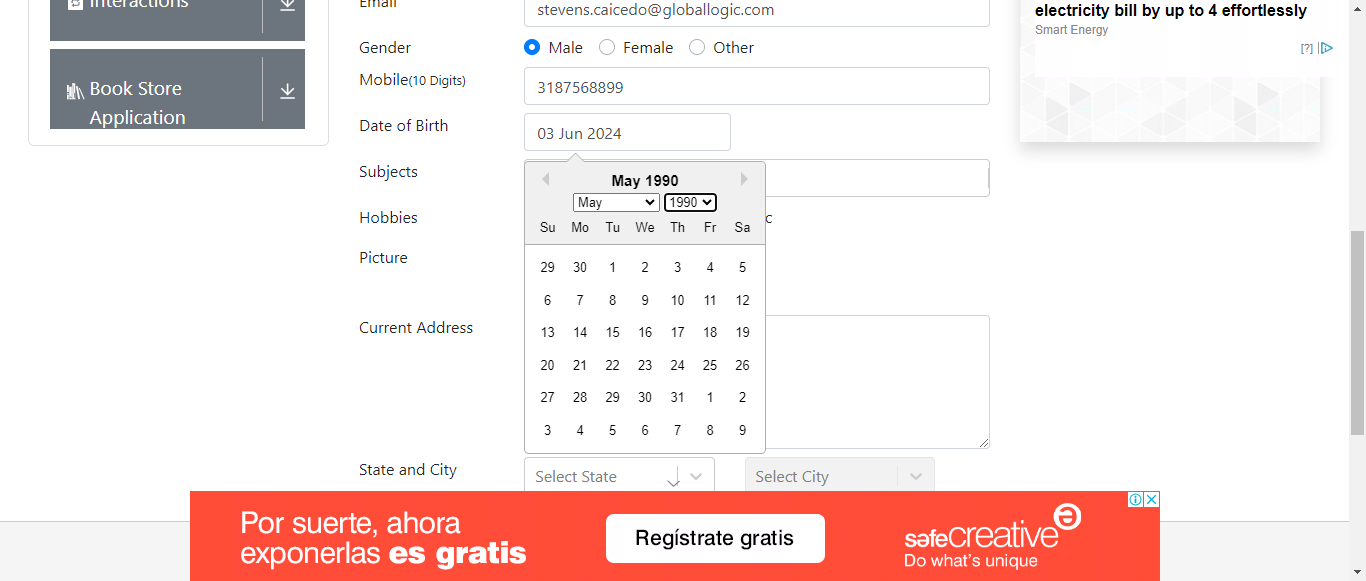 Interactions
Book Store
Application
Email
stevens.caicedo@globallogic.com
Gender
Male
Female
Other
Mobile(10 Digits)
3187568899
Date of Birth
03 Jun 2024
May 1990
May
1990
Su Mo Tu We Th Fr Sa
29 30 1 2 3 4 5
6 7 8 9 10 11 12
13 14 15 16 17 18 19
20 21 22 23 24 25 26
27 28 29 30 31 1 2
3 4 5 6 7 8 9
Subjects
Hobbies
c
Picture
Current Address
State and City
Select State
Select City
electricity bill by up to 4 effortlessly
Smart Energy
[?]
Por suerte, ahora
exponerlas es gratis
Regístrate gratis
safecreative
Do what's unique